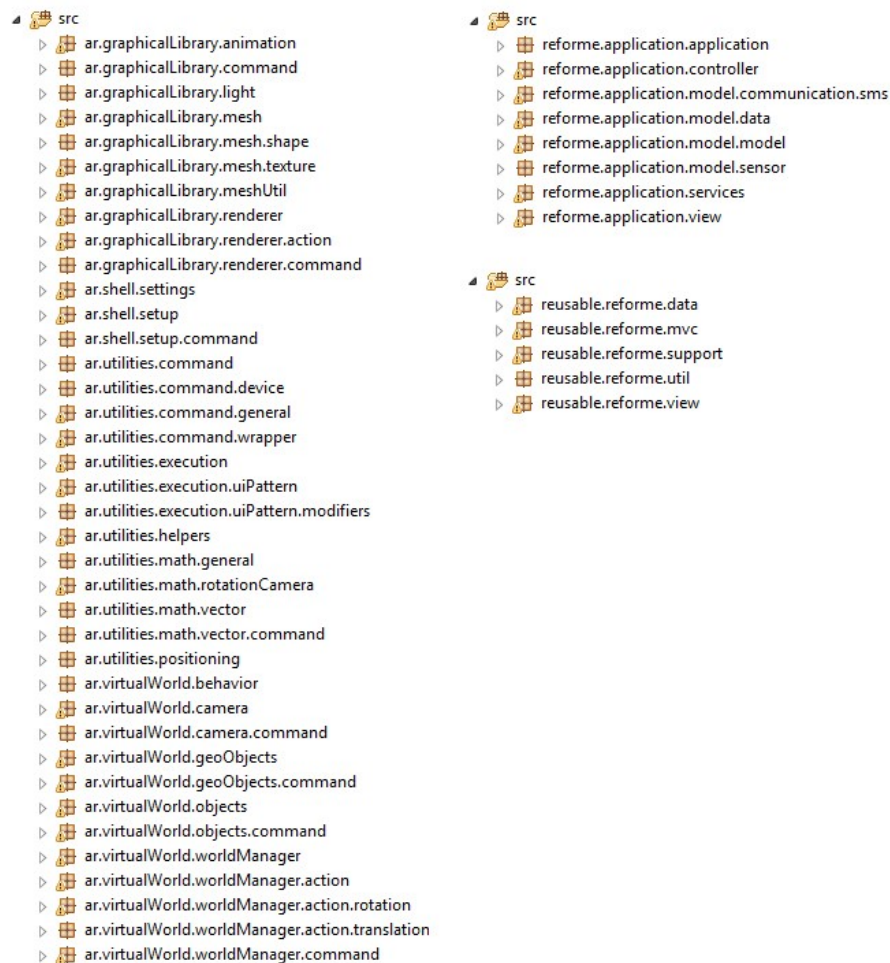 src
ar.graphicalLibrary.animation
ar.graphicalLibrary.command
ar.graphicalLibrary.light
ar.graphicalLibrary.mesh
ar.graphicalLibrary.mesh.shape
ar.graphicalLibrary.mesh.texture
ar.graphicalLibrary.meshUtil
ar.graphicalLibrary.renderer
ar.graphicalLibrary.renderer.action
ar.graphicalLibrary.renderer.command
ar.shell.settings
ar.shell.setup
ar.shell.setup.command
ar.utilities.command
ar.utilities.command.device
ar.utilities.command.general
ar.utilities.command.wrapper
ar.utilities.execution
ar.utilities.execution.uiPattern
ar.utilities.execution.uiPattern.modifiers
ar.utilities.helpers
ar.utilities.math.general
ar.utilities.math.rotationCamera
ar.utilities.math.vector
ar.utilities.math.vector.command
ar.utilities.positioning
ar.virtualWorld.behavior
ar.virtualWorld.camera
ar.virtualWorld.camera.command
ar.virtualWorld.geoObjects
ar.virtualWorld.geoObjects.command
ar.virtualWorld.objects
ar.virtualWorld.objects.command
ar.virtualWorld.worldManager
ar.virtualWorld.worldManager.action
ar.virtualWorld.worldManager.action.rotation
ar.virtualWorld.worldManager.action.translation
ar.virtualWorld.worldManager.command
src
reforme.application.application
reforme.application.controller
reforme.application.model.communication.sms
reforme.application.model.data
reforme.application.model.model
reforme.application.model.sensor
reforme.application.services
reforme.application.view
src
reusable.reforme.data
reusable.reforme.mvc
reusable.reforme.support
reusable.reforme.util
reusable.reforme.view